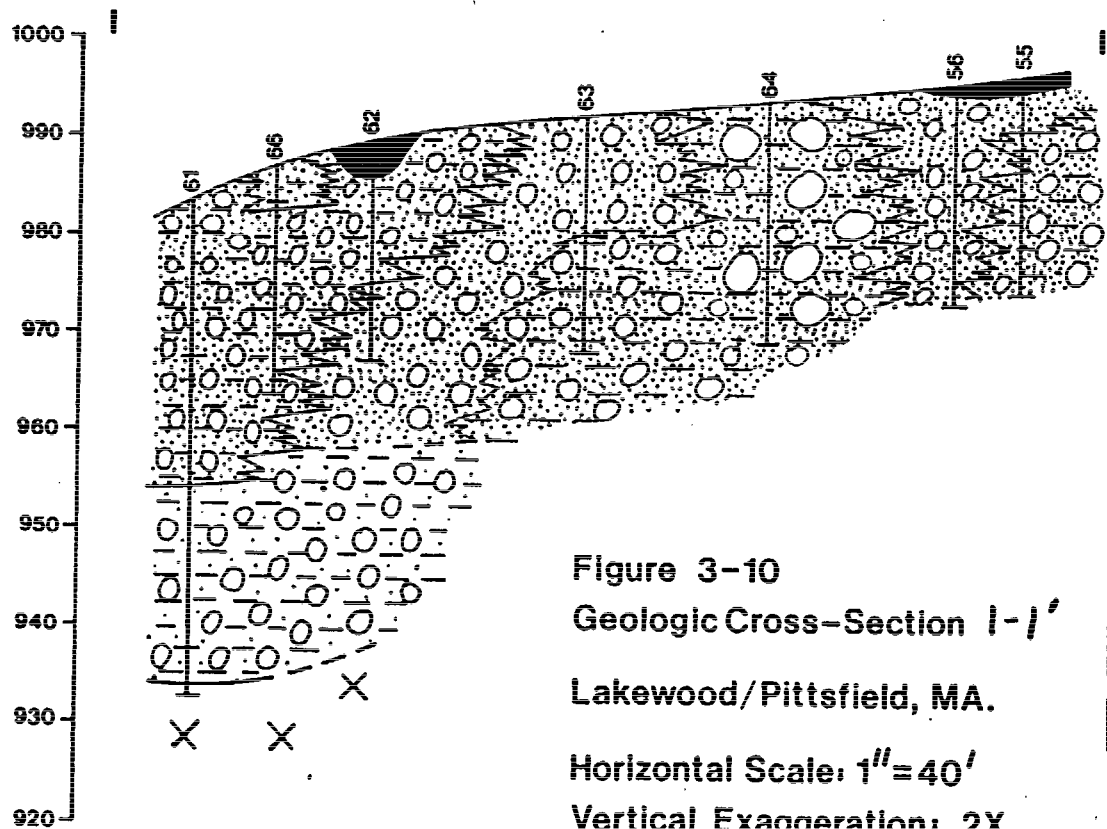 1000
I
I
990
980
970
960
950
940
930
920
61
66
62
63
64
56
55
Figure 3-10
Geologic Cross-Section I-I'
Lakewood/Pittsfield, MA.
Horizontal Scale: 1"=40'
Vertical Exaggeration: 2X